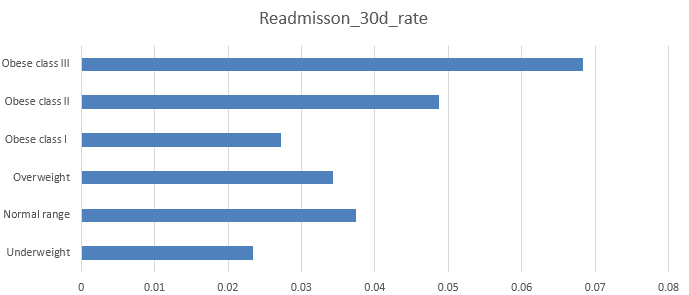 Readmisson_30d_rate
Obese class III
Obese class II
Obese class I
Overweight
Normal range
Underweight
0 0.01 0.02 0.03 0.04 0.05 0.06 0.07 0.08